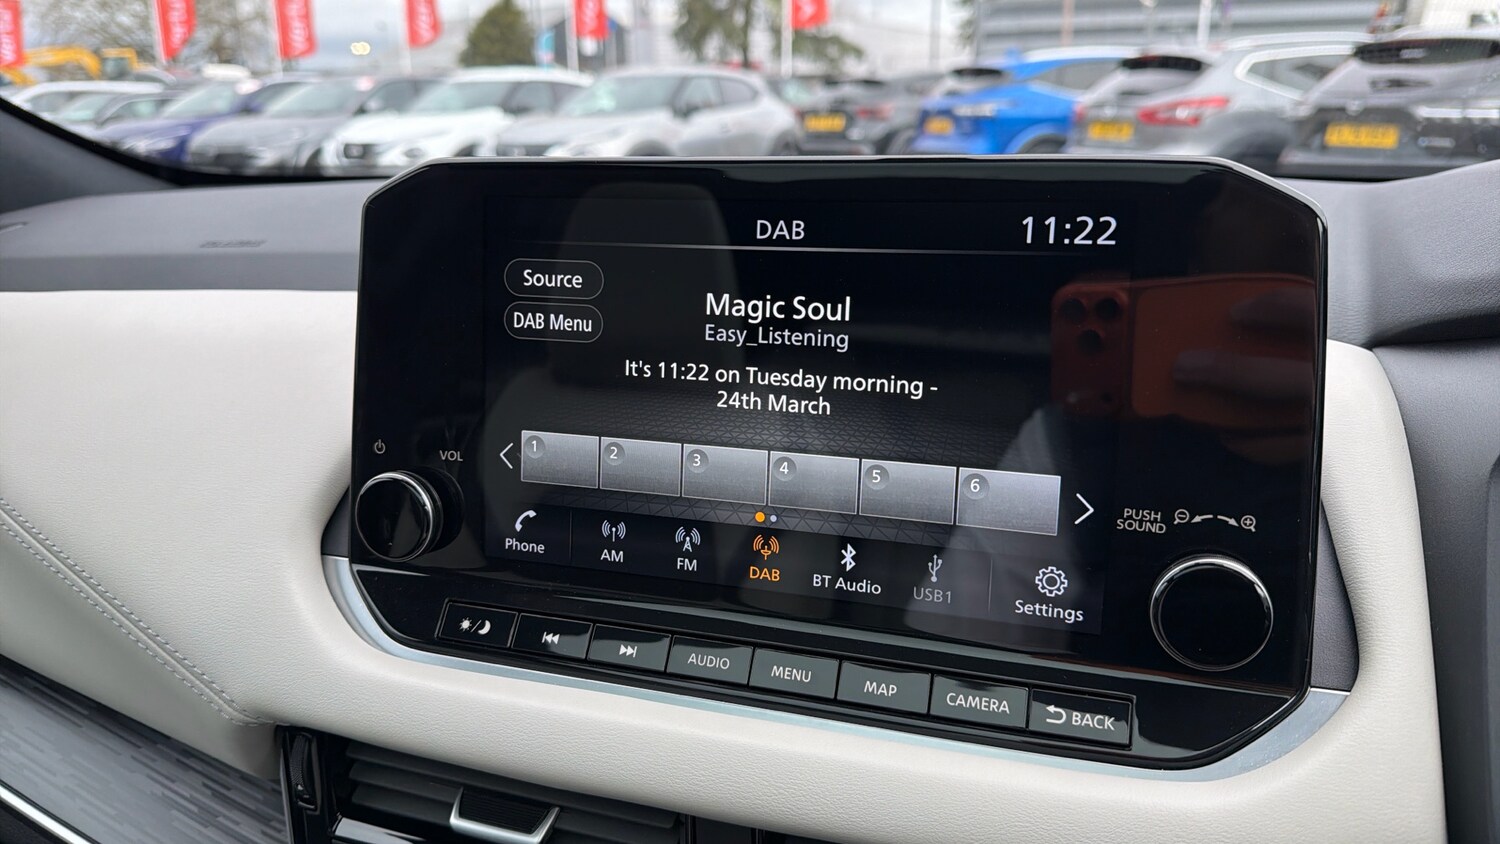 DAB
11:22
Source
DAB Menu
Magic Soul
Easy_Listening
It's 11:22 on Tuesday morning -
24th March
1
2
3
4
5
6
VOL
PUSH
SOUND
Phone
AM
FM
DAB
BT Audio
USB1
Settings
AUDIO
MENU
MAP
CAMERA
BACK